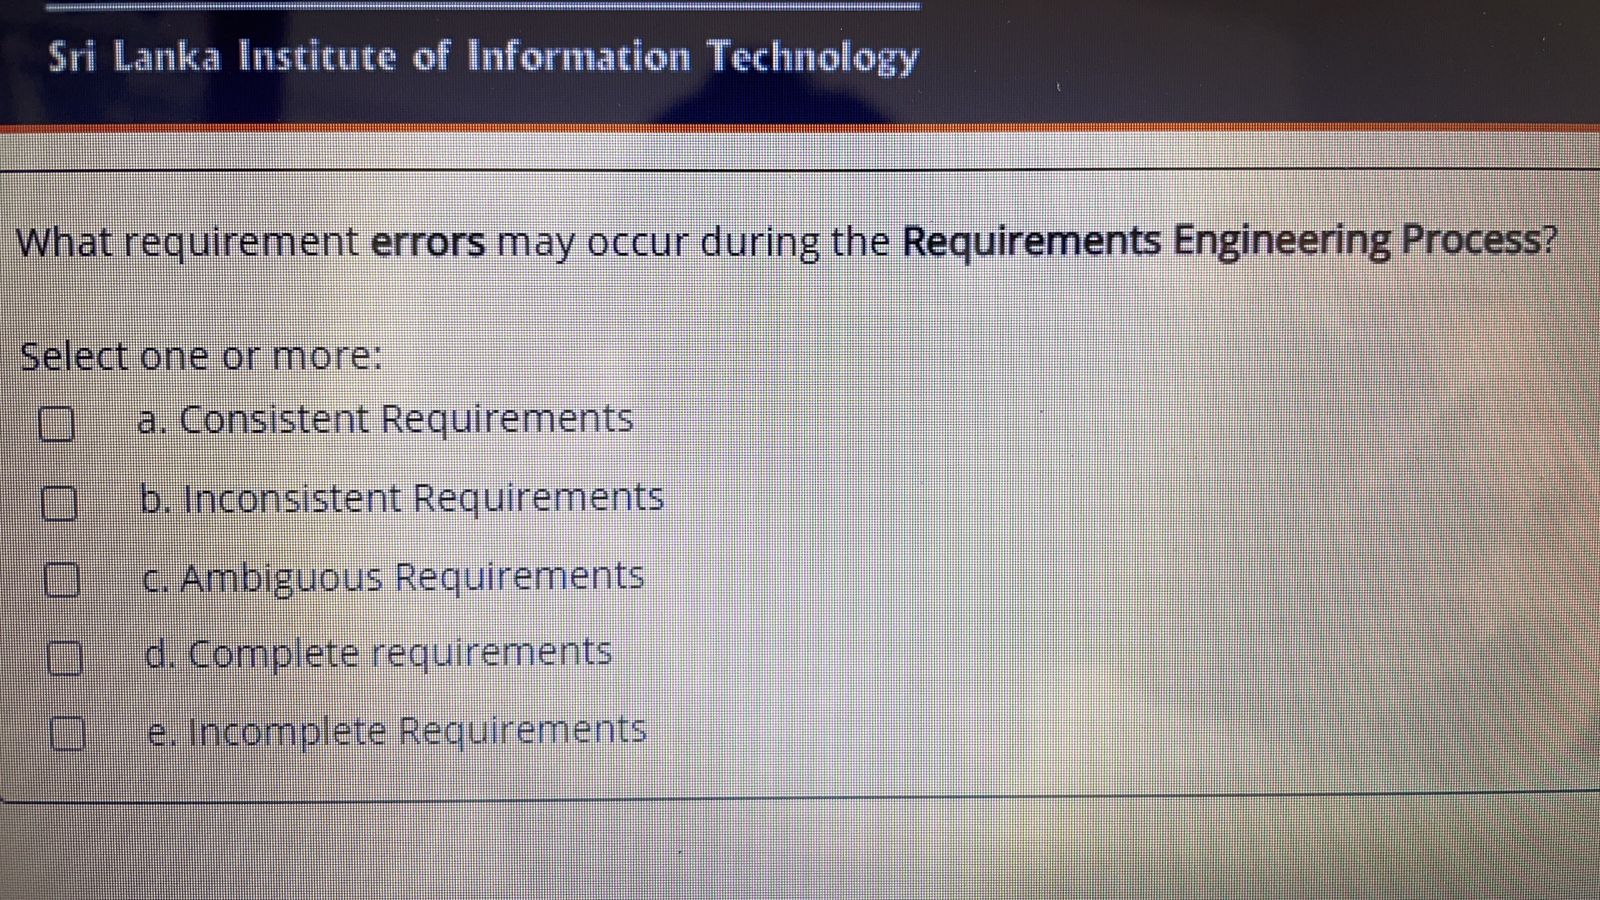 Sri Lanka Institute of Information Technology
What requirement errors may occur during the Requirements Engineering Process?
Select one or more:
a. Consistent Requirements
b. Inconsistent Requirements
c. Ambiguous Requirements
d. Complete requirements
e. Incomplete Requirements